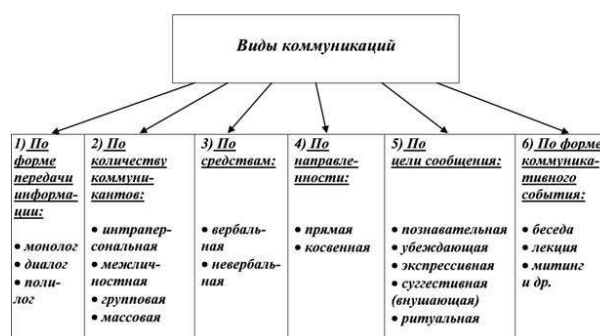 Виды коммуникаций
1) По
форме
передачи
информа-
ции:
• монолог
• диалог
• поли-
лог
2) По
количеству
коммуни-
кантов:
• интрапер-
сональная
• межлич-
ностная
• групповая
• массовая
3) По
средствам:
• вербаль-
ная
• невербаль-
ная
4) По
направле-
нности:
• прямая
• косвенная
5) По
цели сообщения:
• познавательная
• убеждающая
• экспрессивная
• суггестивная
(внушающая)
• ритуальная
6) По форме
коммуника-
тивного
события:
• беседа
• лекция
• митинг
и др.